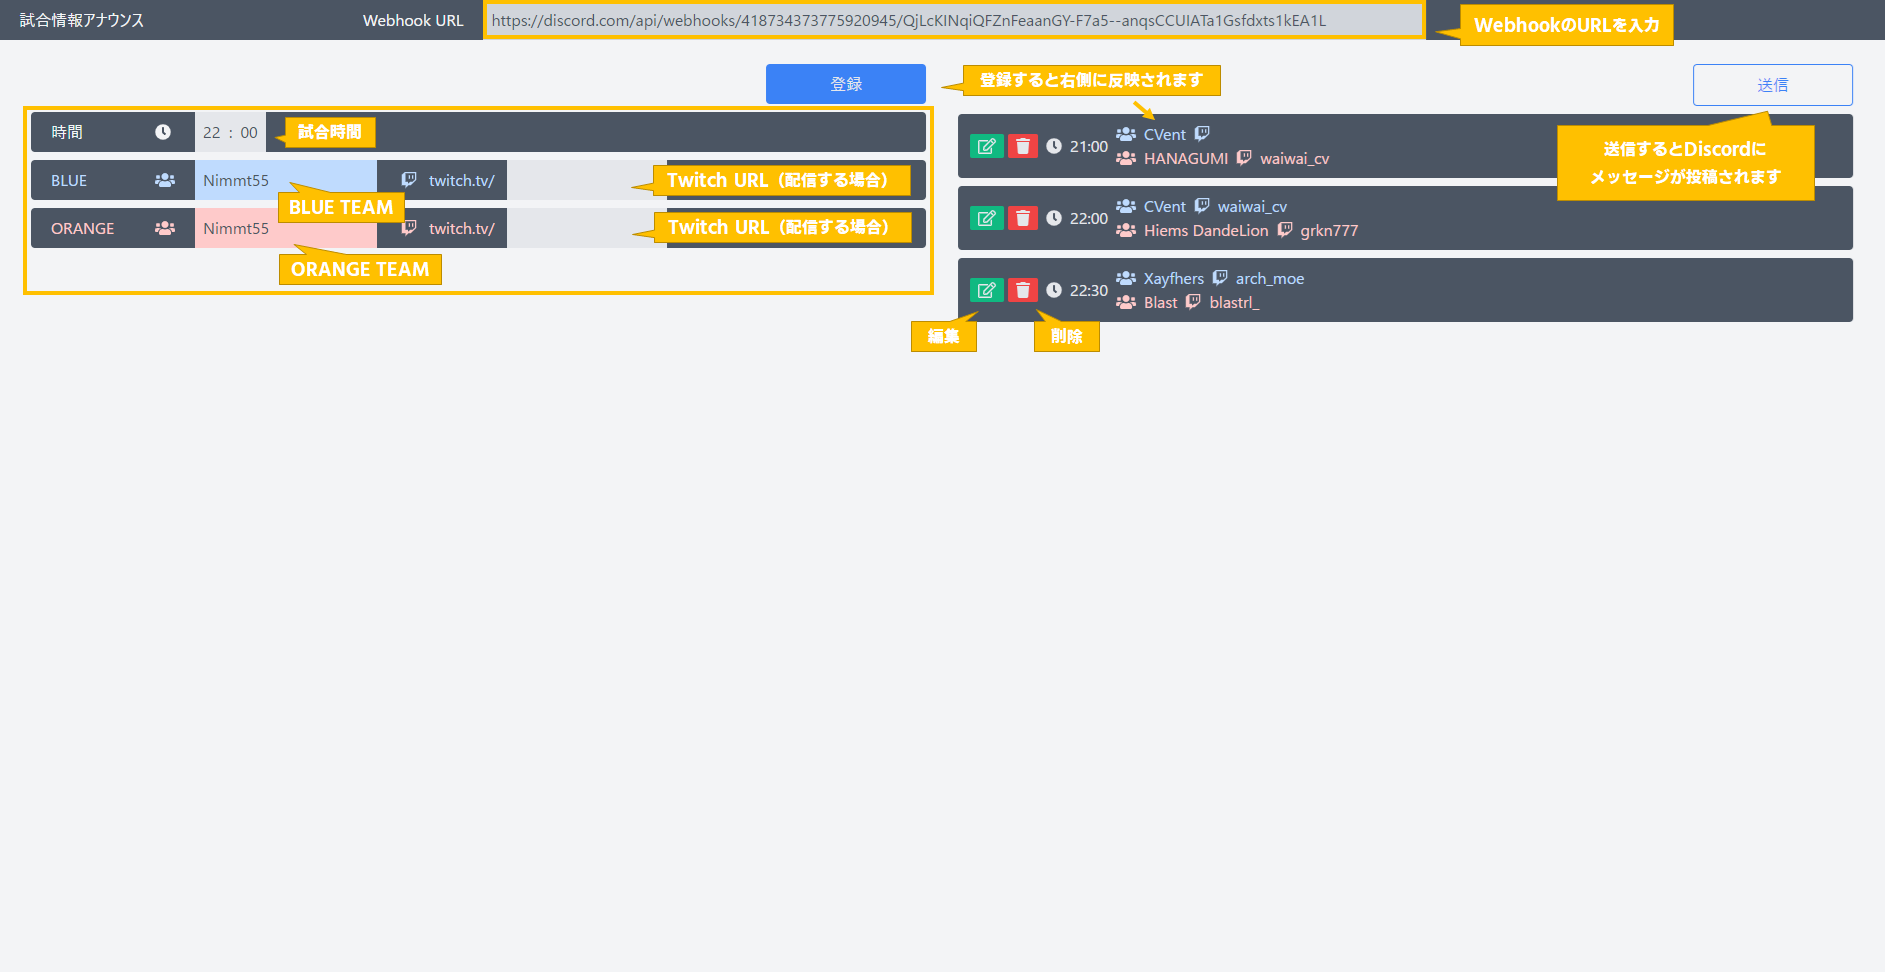 試合情報アナウンス
Webhook URL
https://discord.com/api/webhooks/418734373775920945/QjLcKINqiQFZnFeaanGY-F7a5--anqsCCUIATa1Gsfdxts1kEA1L
WebhookのURLを入力
登録
登録すると右側に反映されます
送信
送信するとDiscordに
メッセージが投稿されます
時間
22 : 00
試合時間
BLUE
Nimmt55
twitch.tv/
Twitch URL（配信する場合）
BLUE TEAM
ORANGE
Nimmt55
twitch.tv/
Twitch URL（配信する場合）
ORANGE TEAM
21:00
CVent
HANAGUMI waiwai_cv
22:00
CVent waiwai_cv
Hiems DandeLion grkn777
22:30
Xayfhers arch_moe
Blast blastrl_
編集
削除